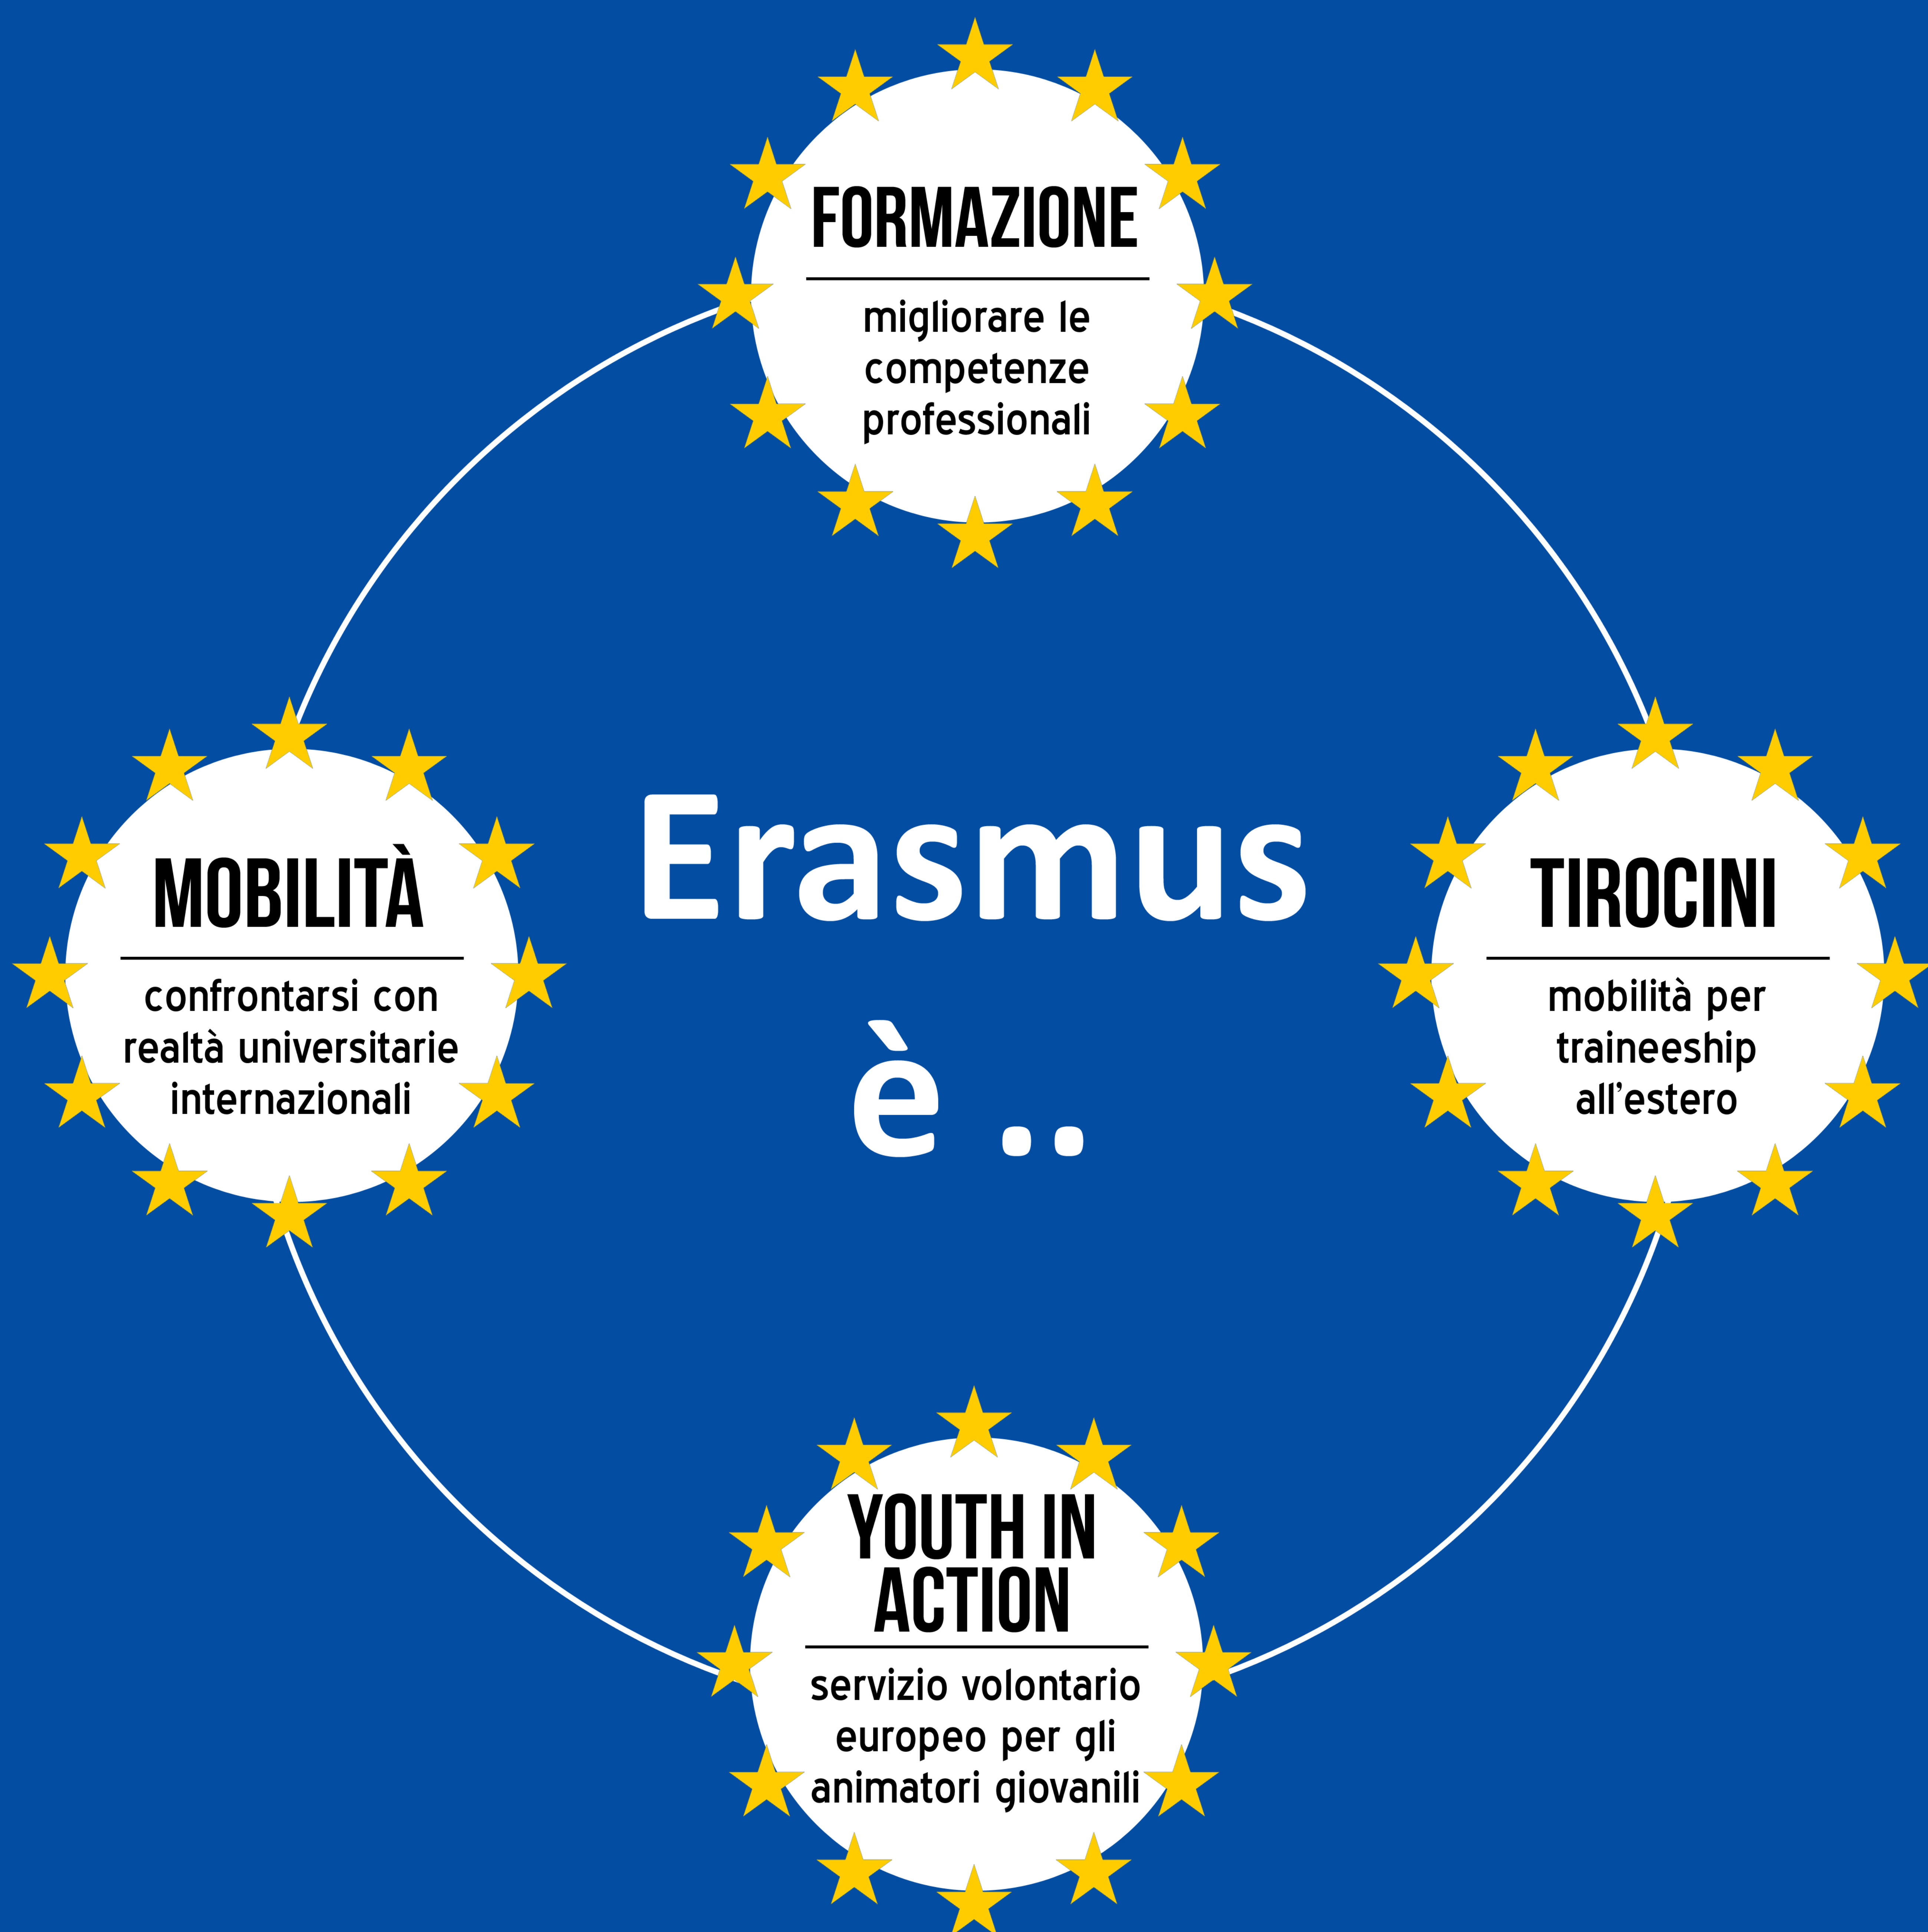 FORMAZIONE
migliorare le
competenze
professionali
MOBILITÀ
confrontarsi con
realtà universitarie
internazionali
Erasmus
è ..
TIROCINI
mobilità per
traineeship
all'estero
YOUTH IN
ACTION
servizio volontario
europeo per gli
animatori giovanili